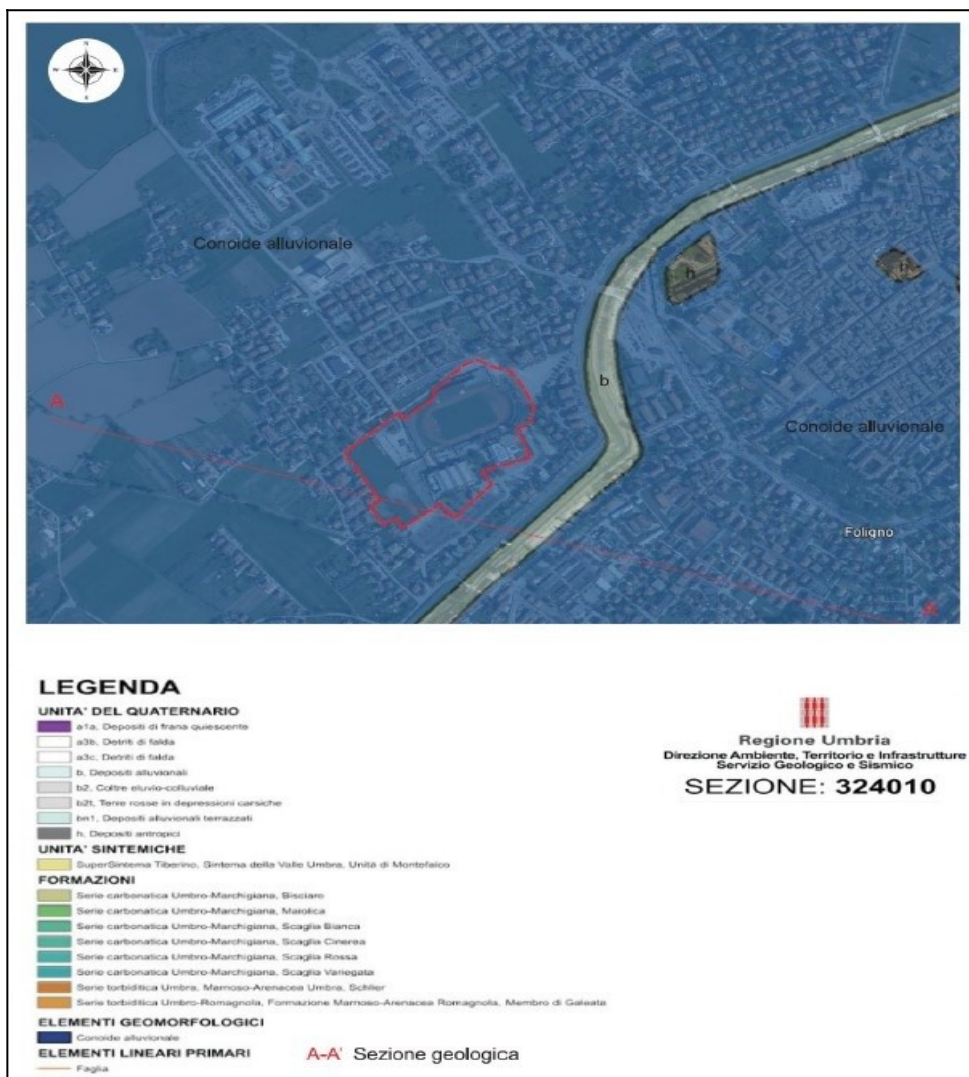 N
W E
S
Conoide alluvionale
h
h
A
b
Conoide alluvionale
Foligno
LEGENDA
UNITA' DEL QUATERNARIO
a1a, Depositi di frana quiescente
a3b, Detriti di falda
a3c, Detriti di falda
b, Depositi alluvionali
b2, Coltre eluvio-colluviale
b2t, Terre rosse in depressioni carsiche
bn1, Depositi alluvionali terrazzati
h, Depositi antropici
UNITA' SINTEMICHE
SuperSintema Tiberino, Sintema della Valle Umbra, Unità di Montefalco
FORMAZIONI
Serie carbonatica Umbro-Marchigiana, Bisciaro
Serie carbonatica Umbro-Marchigiana, Maiolica
Serie carbonatica Umbro-Marchigiana, Scaglia Bianca
Serie carbonatica Umbro-Marchigiana, Scaglia Cinerea
Serie carbonatica Umbro-Marchigiana, Scaglia Rossa
Serie carbonatica Umbro-Marchigiana, Scaglia Variegata
Serie torbiditica Umbra, Marnoso-Arenacea Umbra, Schlier
Serie torbiditica Umbro-Romagnola, Formazione Marnoso-Arenacea Romagnola, Membro di Galeata
ELEMENTI GEOMORFOLOGICI
Conoide alluvionale
ELEMENTI LINEARI PRIMARI
Faglia
A-A' Sezione geologica
Regione Umbria
Direzione Ambiente, Territorio e Infrastrutture
Servizio Geologico e Sismico
SEZIONE: 324010